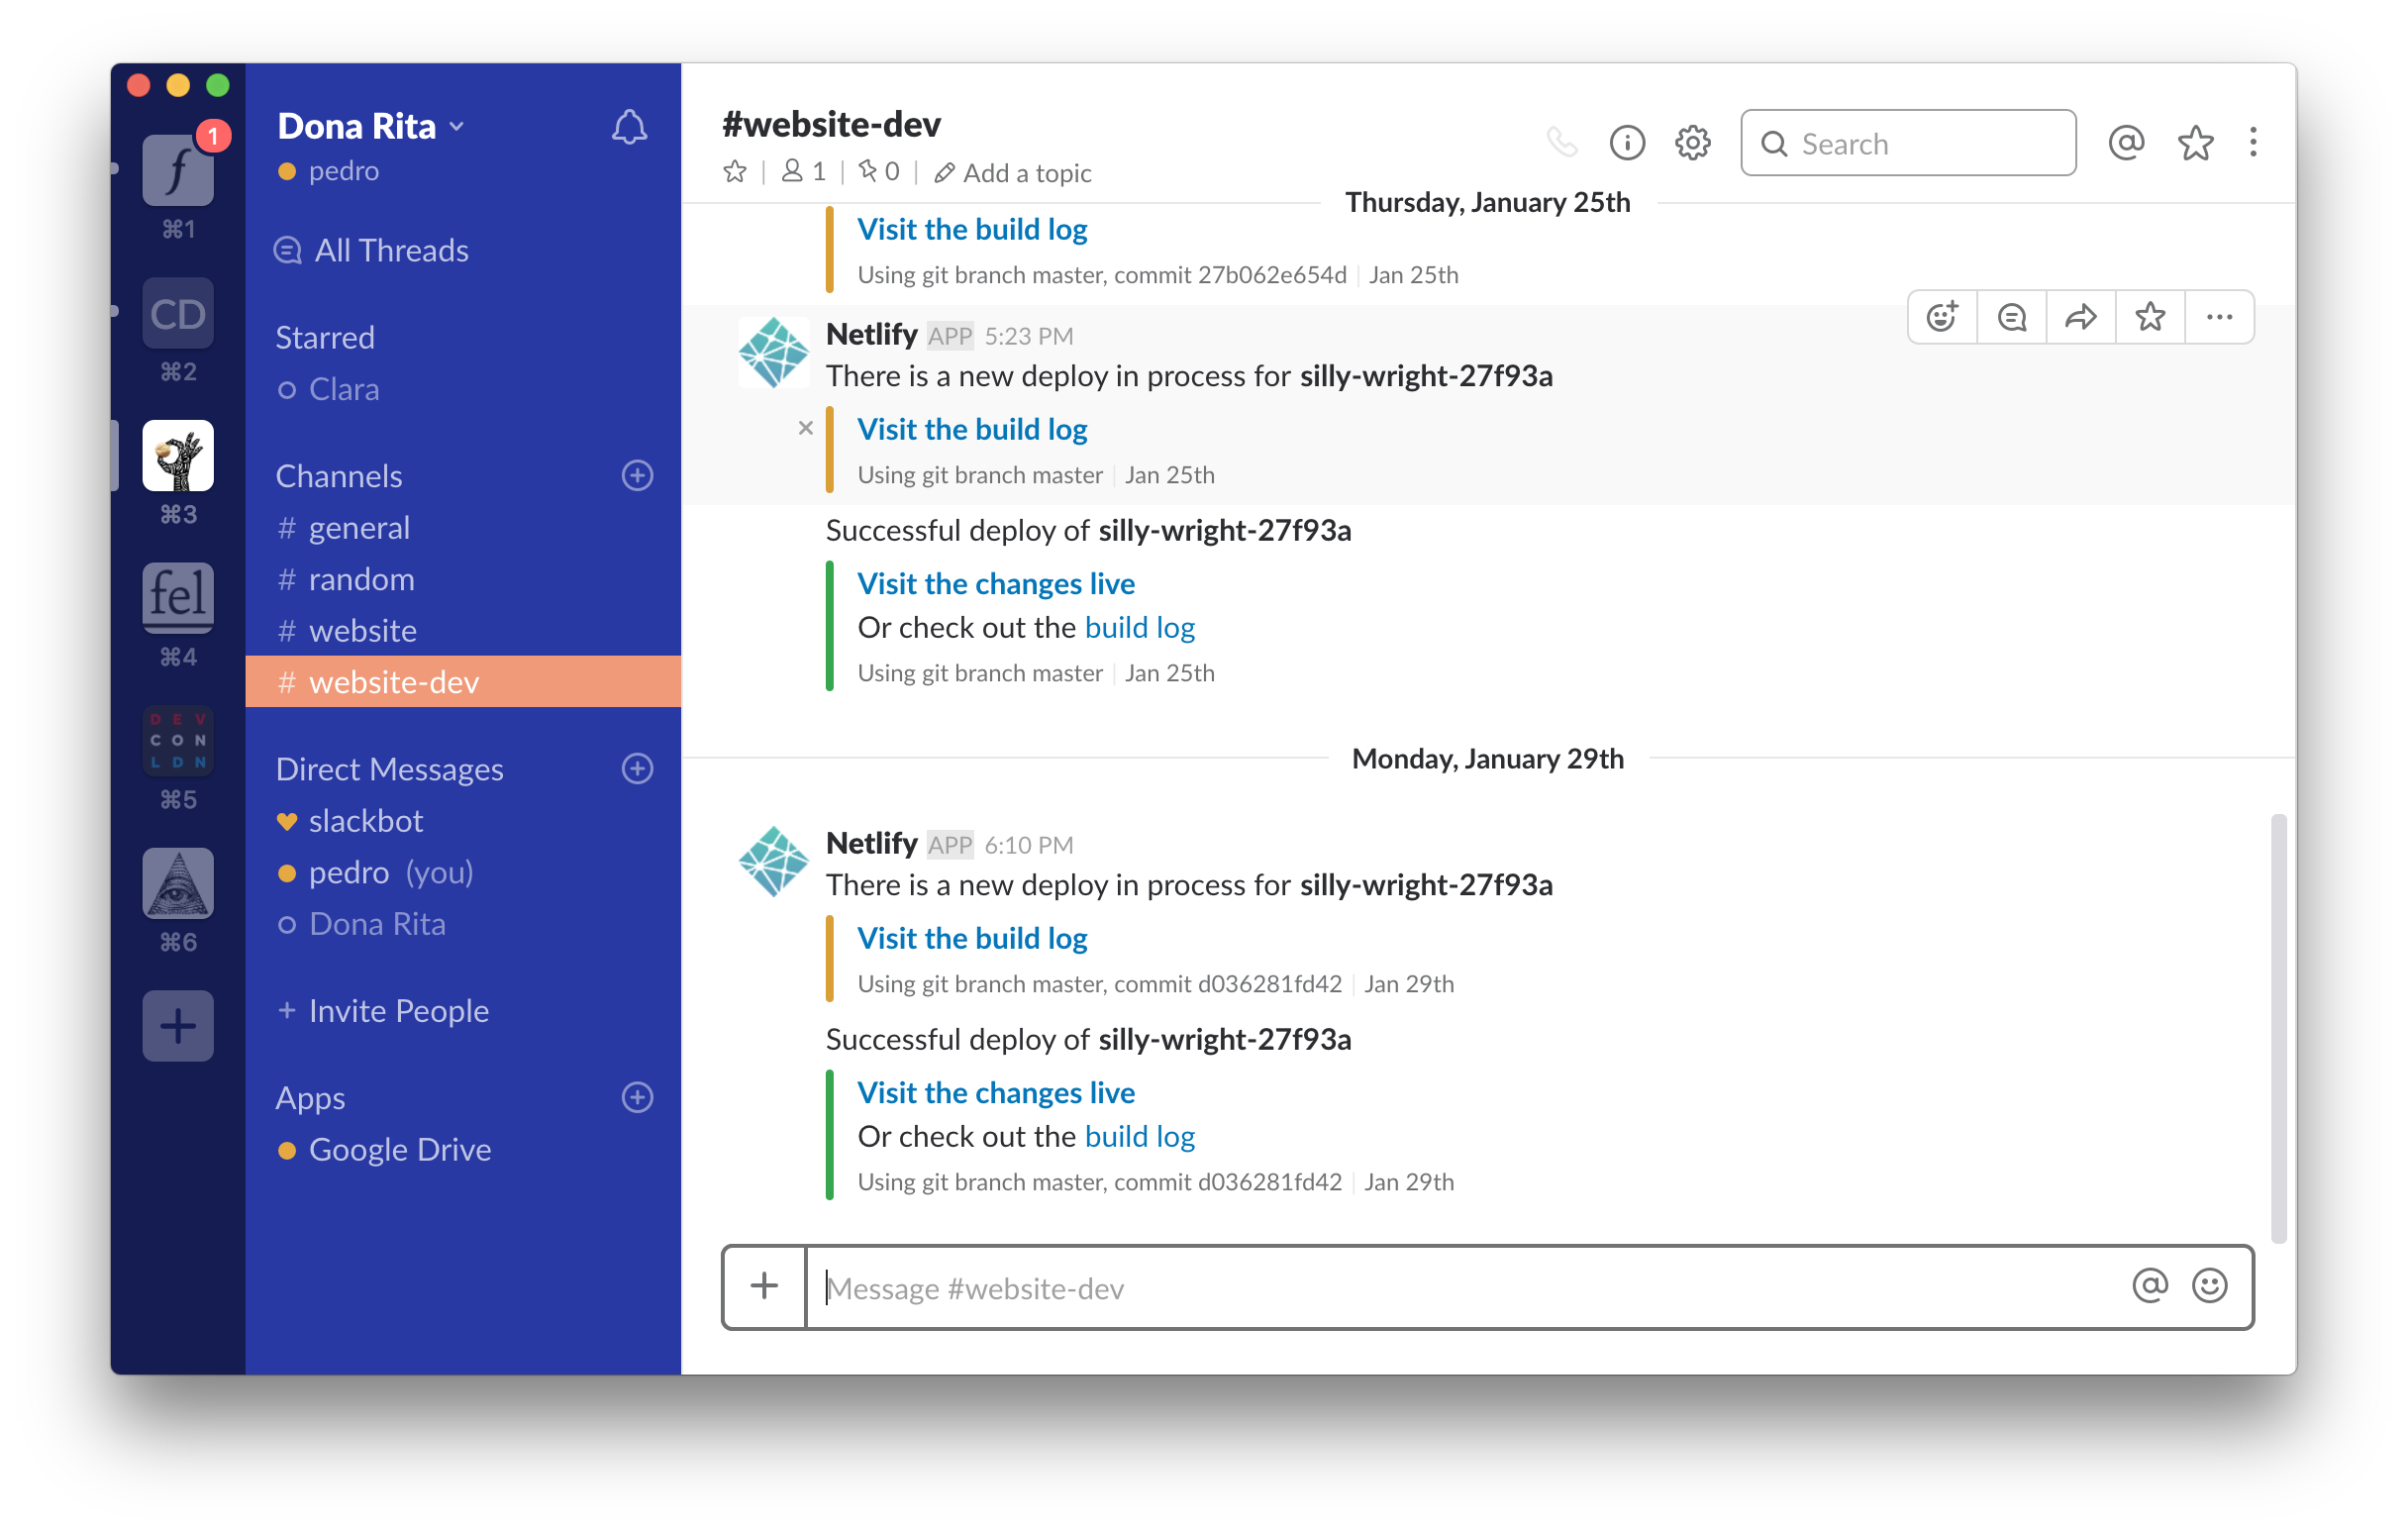 1
f
⌘1
CD
⌘2
⌘3
fel
⌘4
DEV
CON
LDN
⌘5
⌘6
Dona Rita
pedro
All Threads
Starred
Clara
Channels
# general
# random
# website
# website-dev
Direct Messages
slackbot
pedro (you)
Dona Rita
+ Invite People
Apps
Google Drive
#website-dev
1 | 0 | Add a topic
Search
Thursday, January 25th
Visit the build log
Using git branch master, commit 27b062e654d | Jan 25th
Netlify APP 5:23 PM
There is a new deploy in process for silly-wright-27f93a
Visit the build log
Using git branch master | Jan 25th
Successful deploy of silly-wright-27f93a
Visit the changes live
Or check out the build log
Using git branch master | Jan 25th
Monday, January 29th
Netlify APP 6:10 PM
There is a new deploy in process for silly-wright-27f93a
Visit the build log
Using git branch master, commit d036281fd42 | Jan 29th
Successful deploy of silly-wright-27f93a
Visit the changes live
Or check out the build log
Using git branch master, commit d036281fd42 | Jan 29th
Message #website-dev